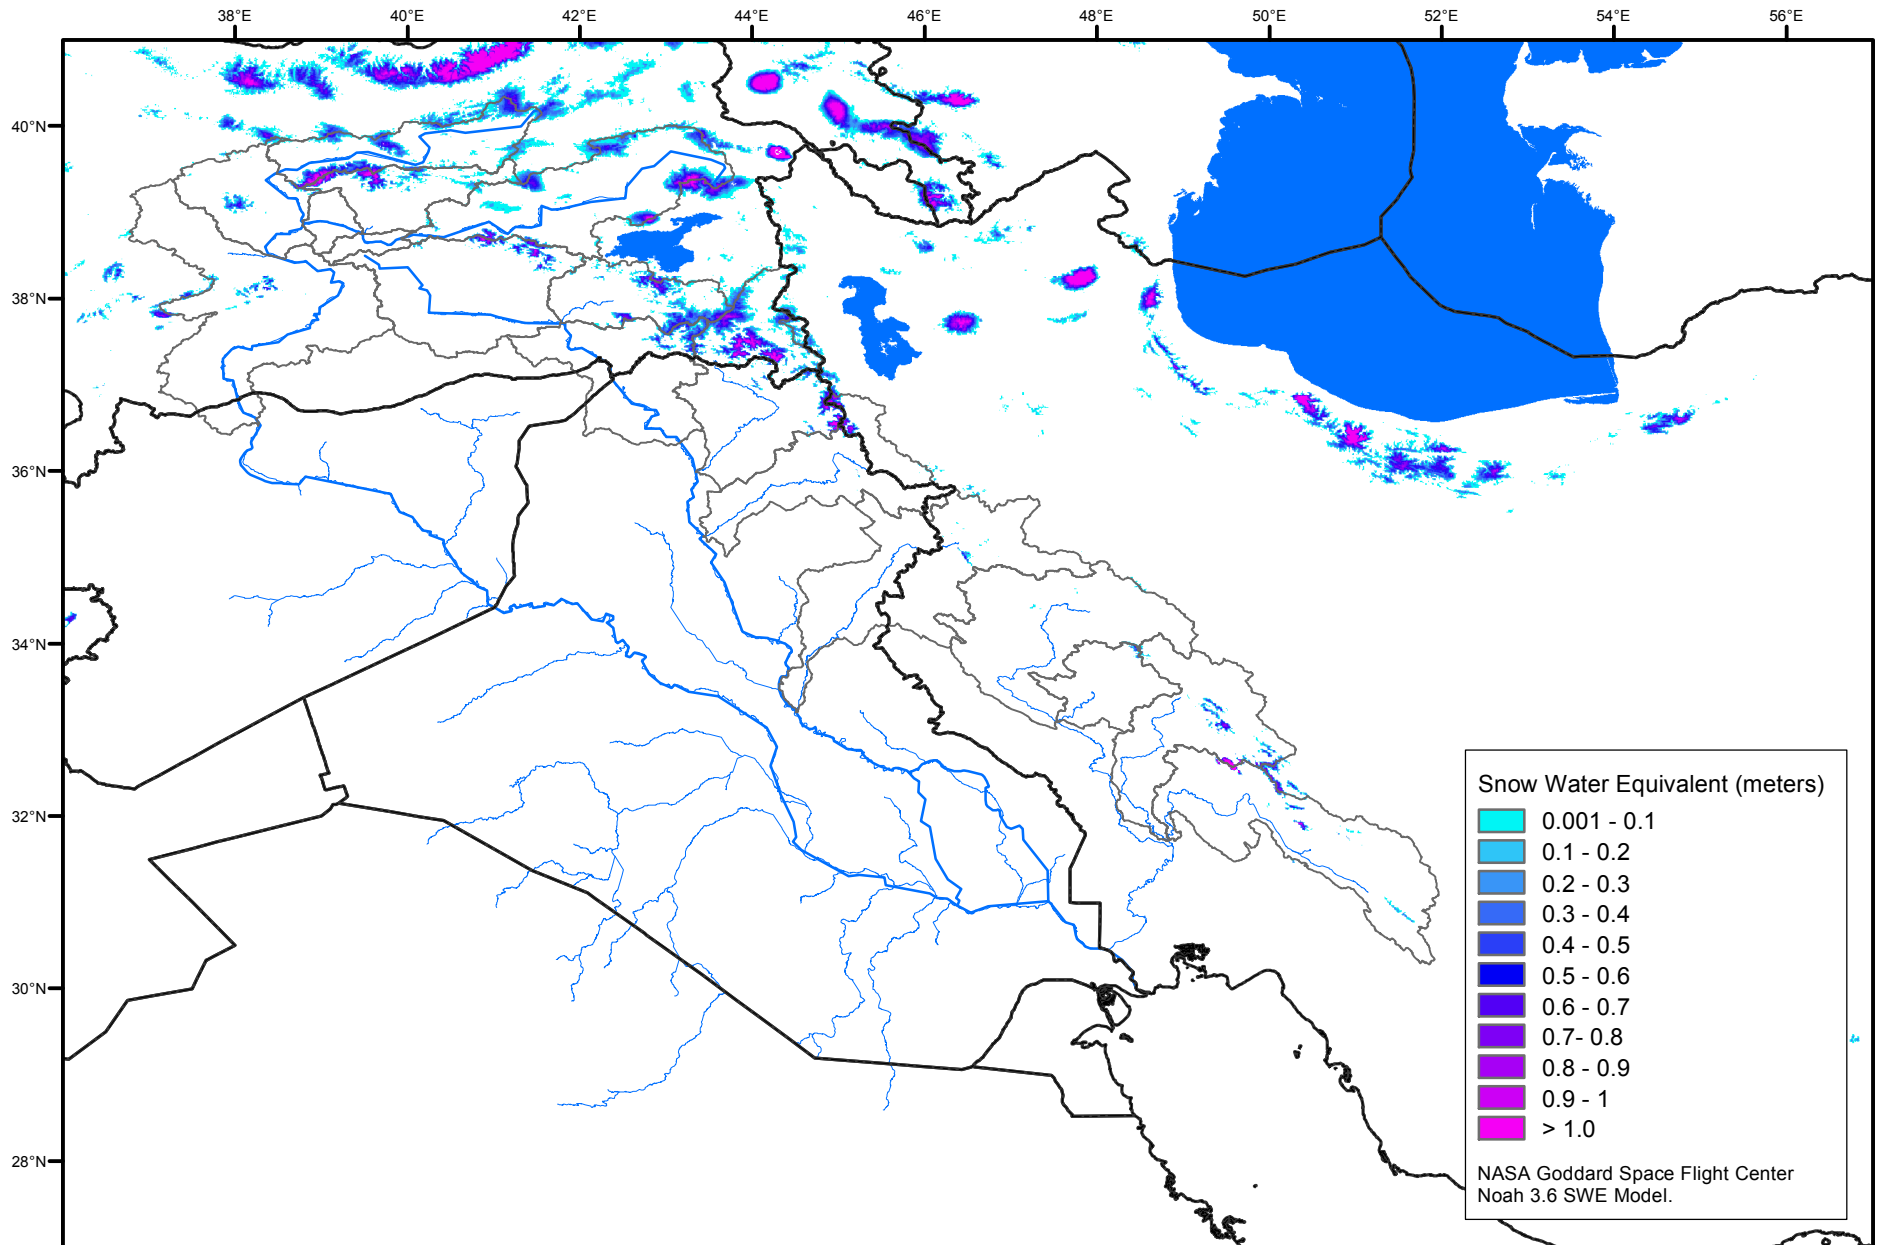 38°E 40°E 42°E 44°E 46°E 48°E 50°E 52°E 54°E 56°E
40°N
38°N
36°N
34°N
32°N
30°N
28°N
Snow Water Equivalent (meters)
0.001 - 0.1
0.1 - 0.2
0.2 - 0.3
0.3 - 0.4
0.4 - 0.5
0.5 - 0.6
0.6 - 0.7
0.7- 0.8
0.8 - 0.9
0.9 - 1
> 1.0
NASA Goddard Space Flight Center
Noah 3.6 SWE Model.